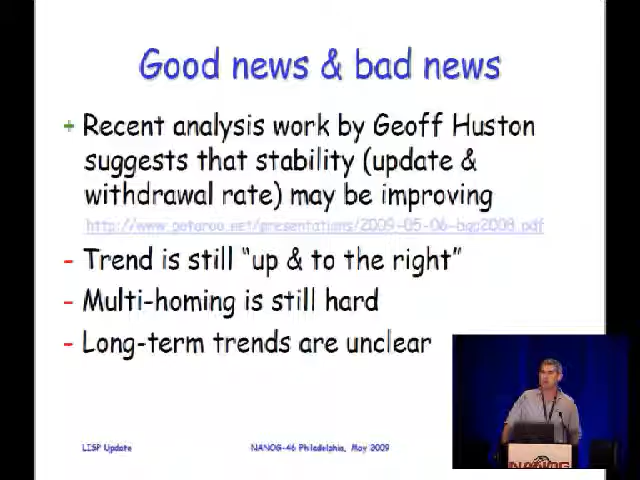 Good news & bad news
+ Recent analysis work by Geoff Huston
suggests that stability (update &
withdrawal rate) may be improving
http://www.potaroo.net/presentations/2009-05-06-bgp2008.pdf
- Trend is still “up & to the right”
- Multi-homing is still hard
- Long-term trends are unclear
LISP Update
NANOG-46 Philadelphia, May 2009
NANOG